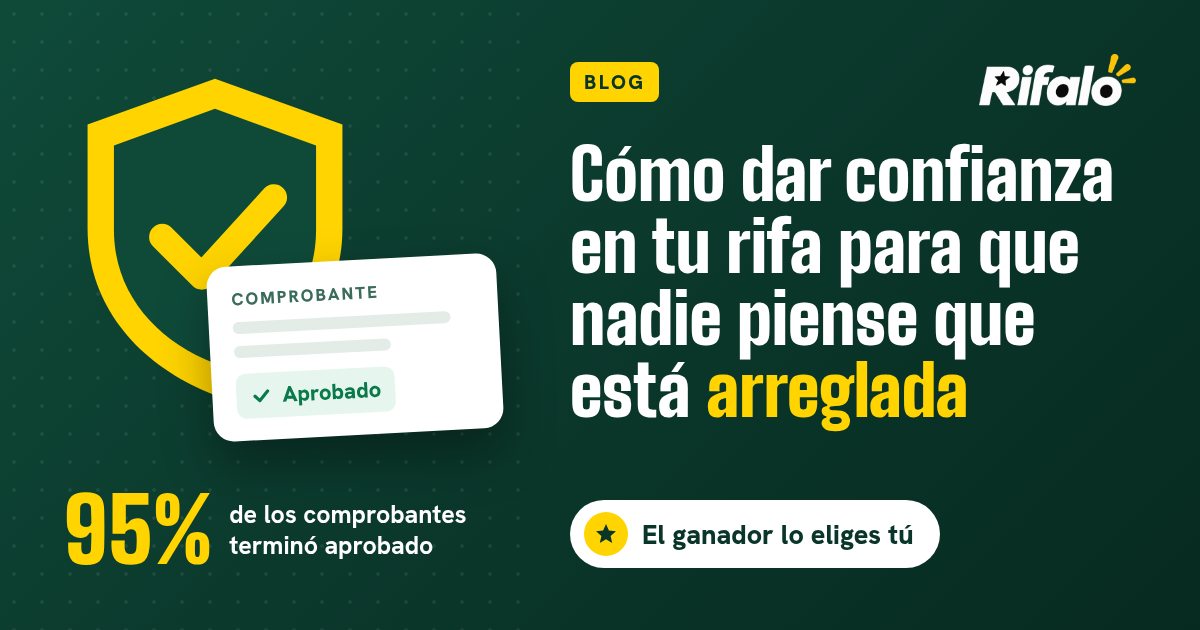 BLOG
Rifalo
Cómo dar confianza
en tu rifa para que
nadie piense que
está arreglada
COMPROBANTE
Aprobado
95%
de los comprobantes
terminó aprobado
El ganador lo eliges tú